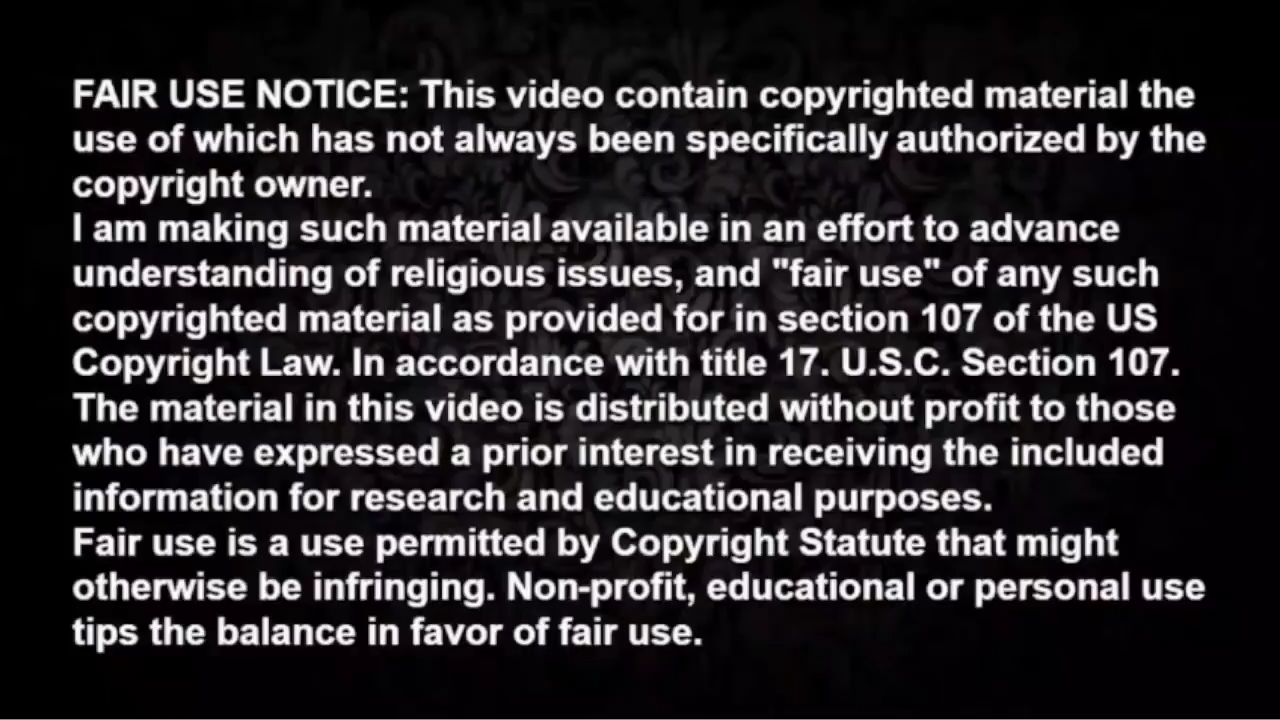 FAIR USE NOTICE: This video contain copyrighted material the
use of which has not always been specifically authorized by the
copyright owner.
I am making such material available in an effort to advance
understanding of religious issues, and "fair use" of any such
copyrighted material as provided for in section 107 of the US
Copyright Law. In accordance with title 17. U.S.C. Section 107.
The material in this video is distributed without profit to those
who have expressed a prior interest in receiving the included
information for research and educational purposes.
Fair use is a use permitted by Copyright Statute that might
otherwise be infringing. Non-profit, educational or personal use
tips the balance in favor of fair use.